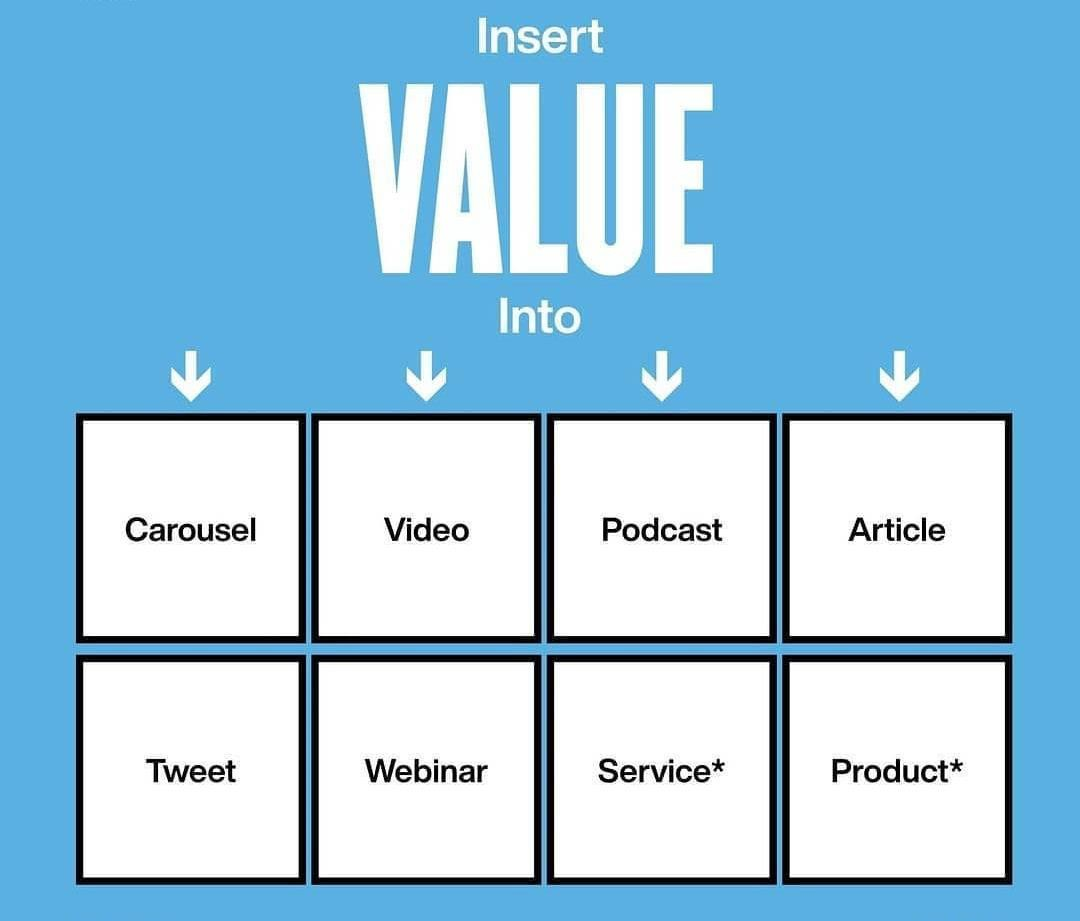 Insert
VALUE
Into
Carousel
Video
Podcast
Article
Tweet
Webinar
Service*
Product*